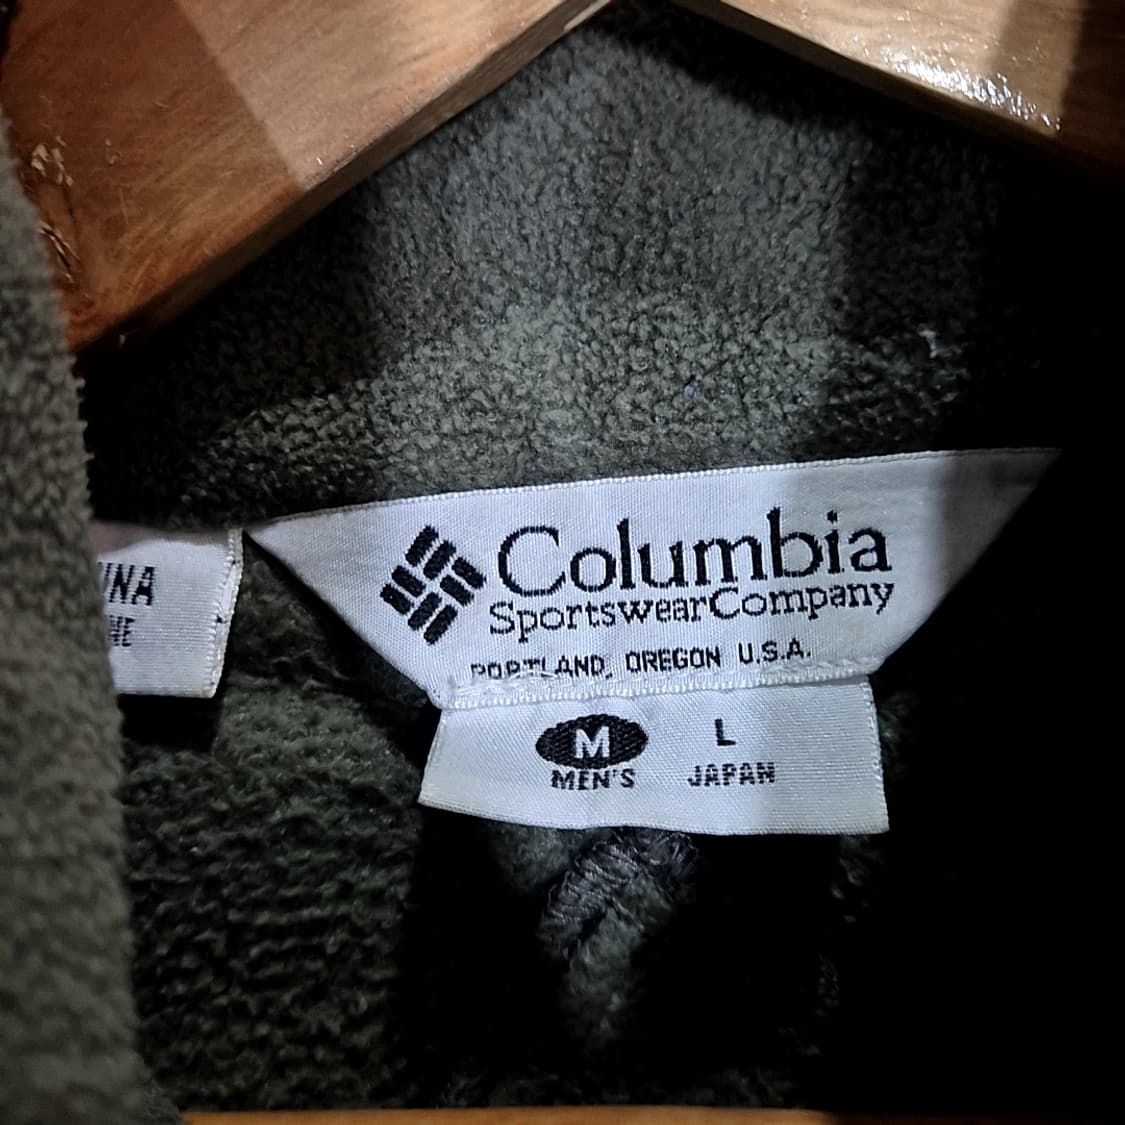 Columbia
SportswearCompany
PORTLAND, OREGON U.S.A.
M L
MEN'S JAPAN